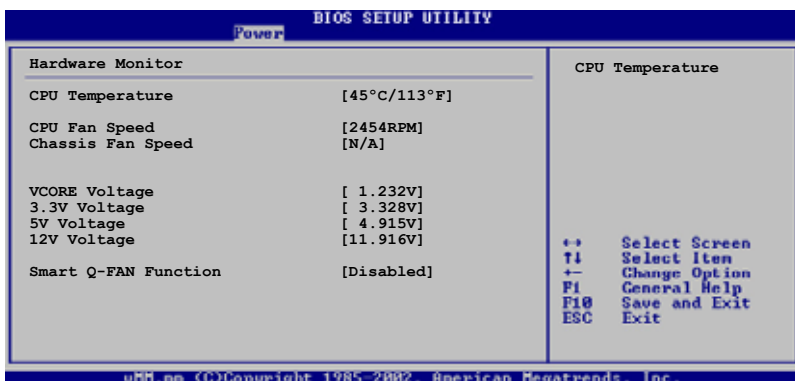 BIOS SETUP UTILITY
Power
Hardware Monitor
CPU Temperature [45°C/113°F]
CPU Fan Speed [2454RPM]
Chassis Fan Speed [N/A]
VCORE Voltage [ 1.232V]
3.3V Voltage [ 3.328V]
5V Voltage [ 4.915V]
12V Voltage [11.916V]
Smart Q-FAN Function [Disabled]
CPU Temperature
←→ Select Screen
↑↓ Select Item
+- Change Option
F1 General Help
F10 Save and Exit
ESC Exit
(C)Copyright 1985-2002, American Megatrends, Inc.